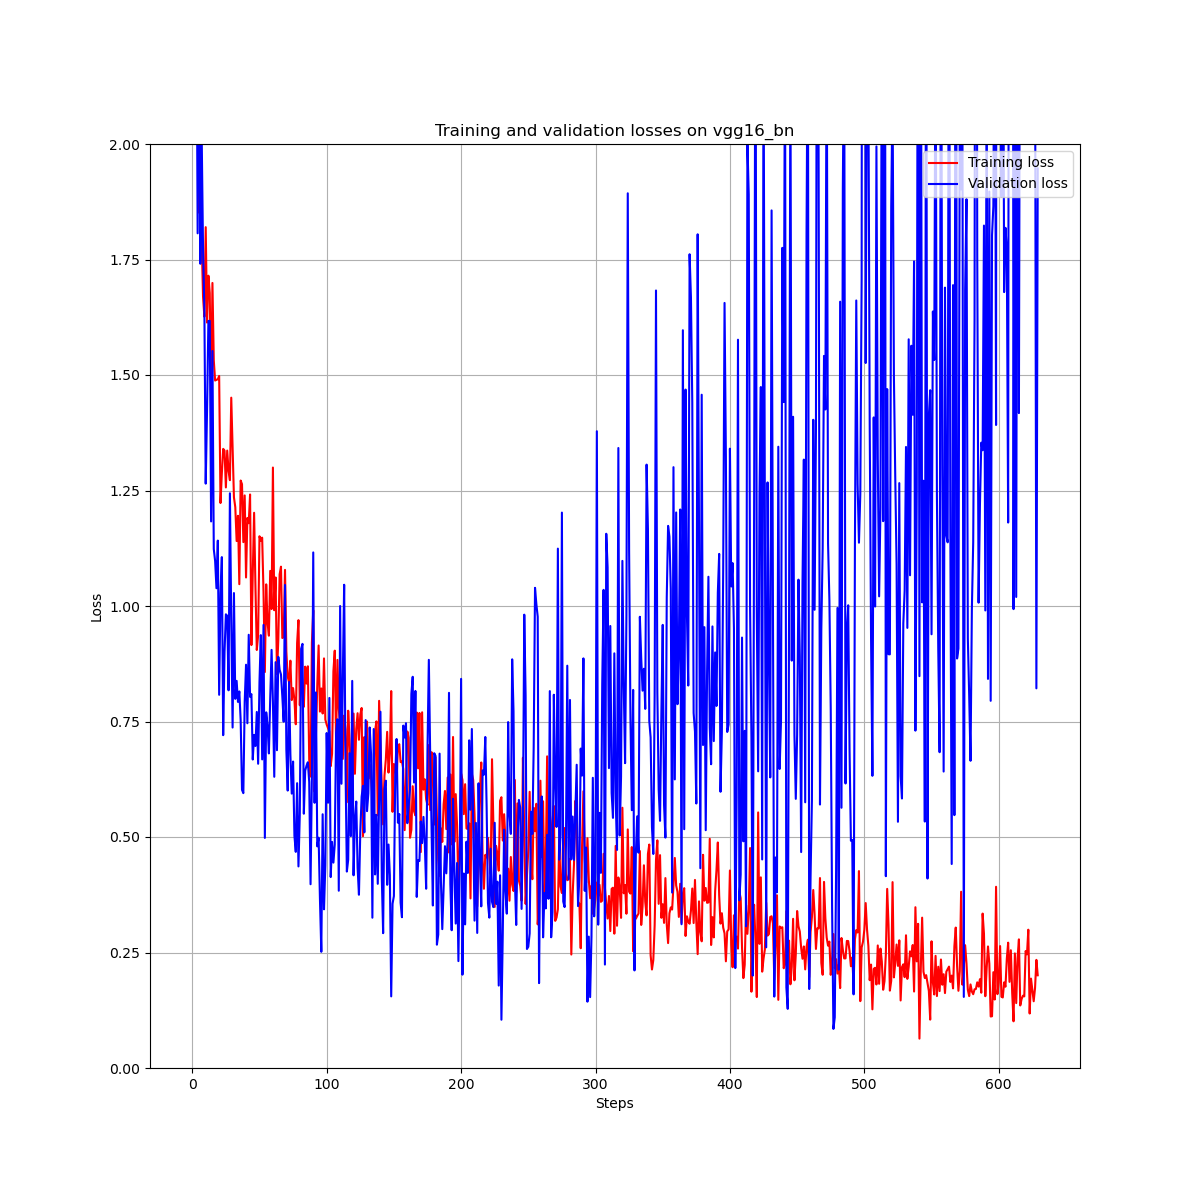 Training and validation losses on vgg16_bn
2.00
Training loss
Validation loss
1.75
1.50
1.25
1.00
Loss
0.75
0.50
0.25
0.00
0 100 200 300 400 500 600
Steps